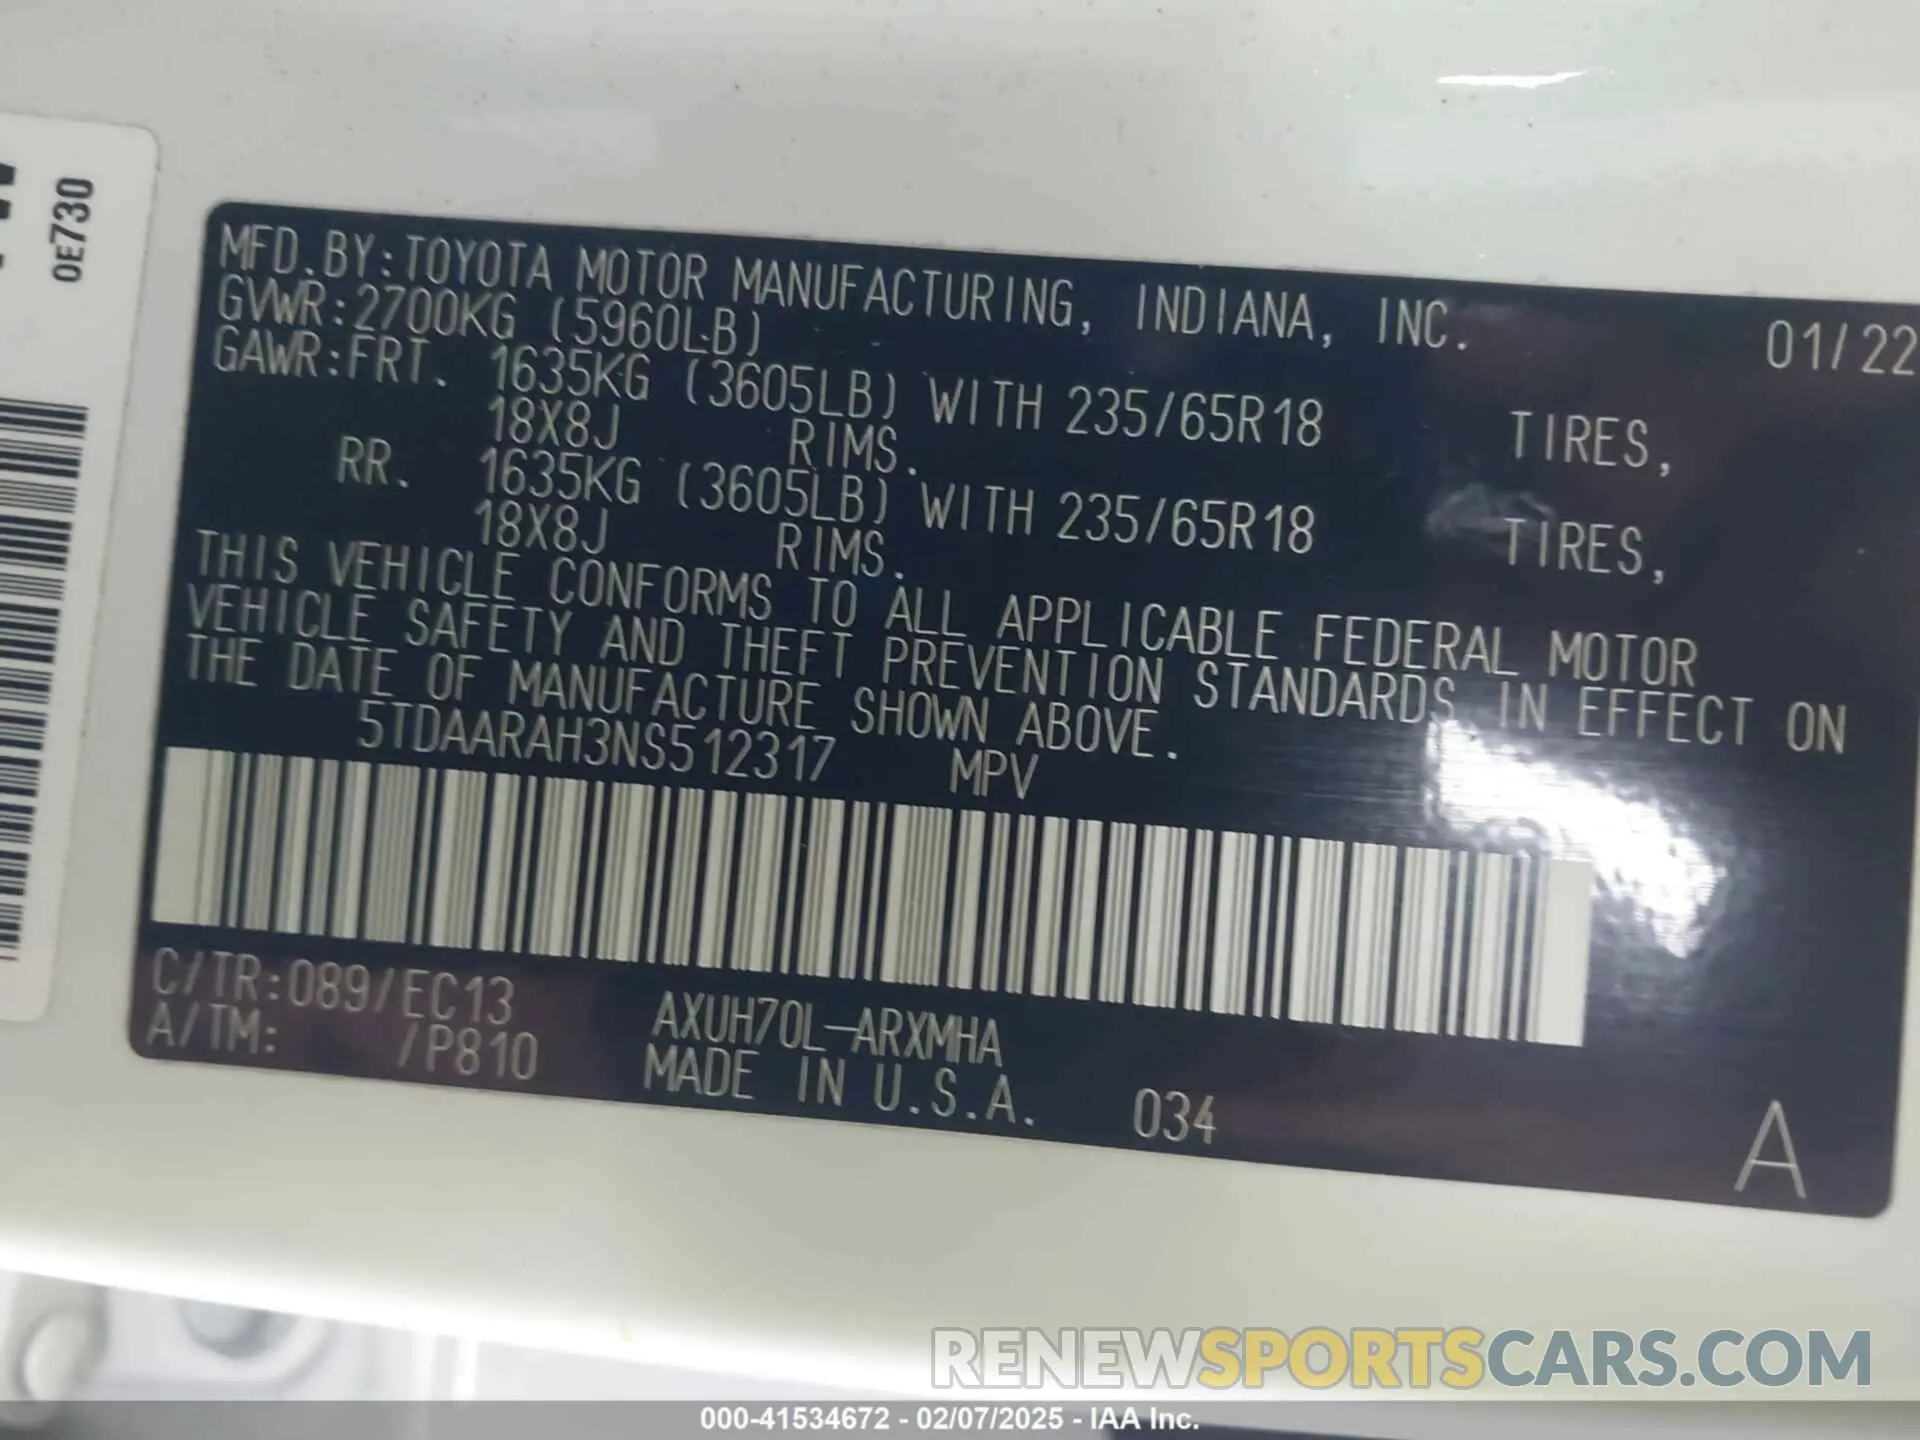 0E730
MFD.BY:TOYOTA MOTOR MANUFACTURING, INDIANA, INC. 01/22
GVWR:2700KG (5960LB)
GAWR:FRT. 1635KG (3605LB) WITH 235/65R18 TIRES,
18X8J RIMS.
RR. 1635KG (3605LB) WITH 235/65R18 TIRES,
18X8J RIMS.
THIS VEHICLE CONFORMS TO ALL APPLICABLE FEDERAL MOTOR
VEHICLE SAFETY AND THEFT PREVENTION STANDARDS IN EFFECT ON
THE DATE OF MANUFACTURE SHOWN ABOVE.
5TDAARAH3NS512317 MPV
C/TR:089/EC13 AXUH70L-ARXMHA
A/TM: /P810 MADE IN U.S.A. 034 A
RENEWSPORTSCARS.COM
000-41534672 - 02/07/2025 - IAA Inc.